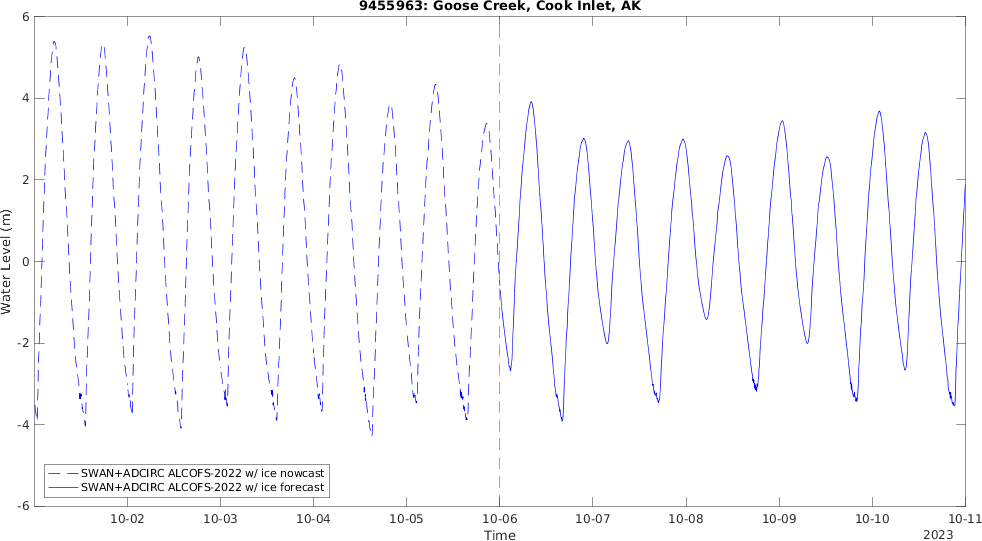 9455963: Goose Creek, Cook Inlet, AK
6
4
2
0
-2
-4
-6
Water Level (m)
SWAN+ADCIRC ALCOFS-2022 w/ ice nowcast
SWAN+ADCIRC ALCOFS-2022 w/ ice forecast
10-02 10-03 10-04 10-05 10-06 10-07 10-08 10-09 10-10 10-11
Time
2023